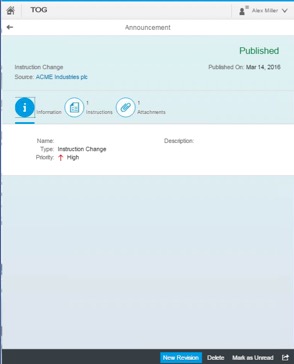 TOG
Alex Miller
Announcement
Published
Instruction Change
Published On: Mar 14, 2016
Source: ACME Industries plc
Information
1
Instructions
1
Attachments
Name:
Description:
Type: Instruction Change
Priority: High
New Revision Delete Mark as Unread